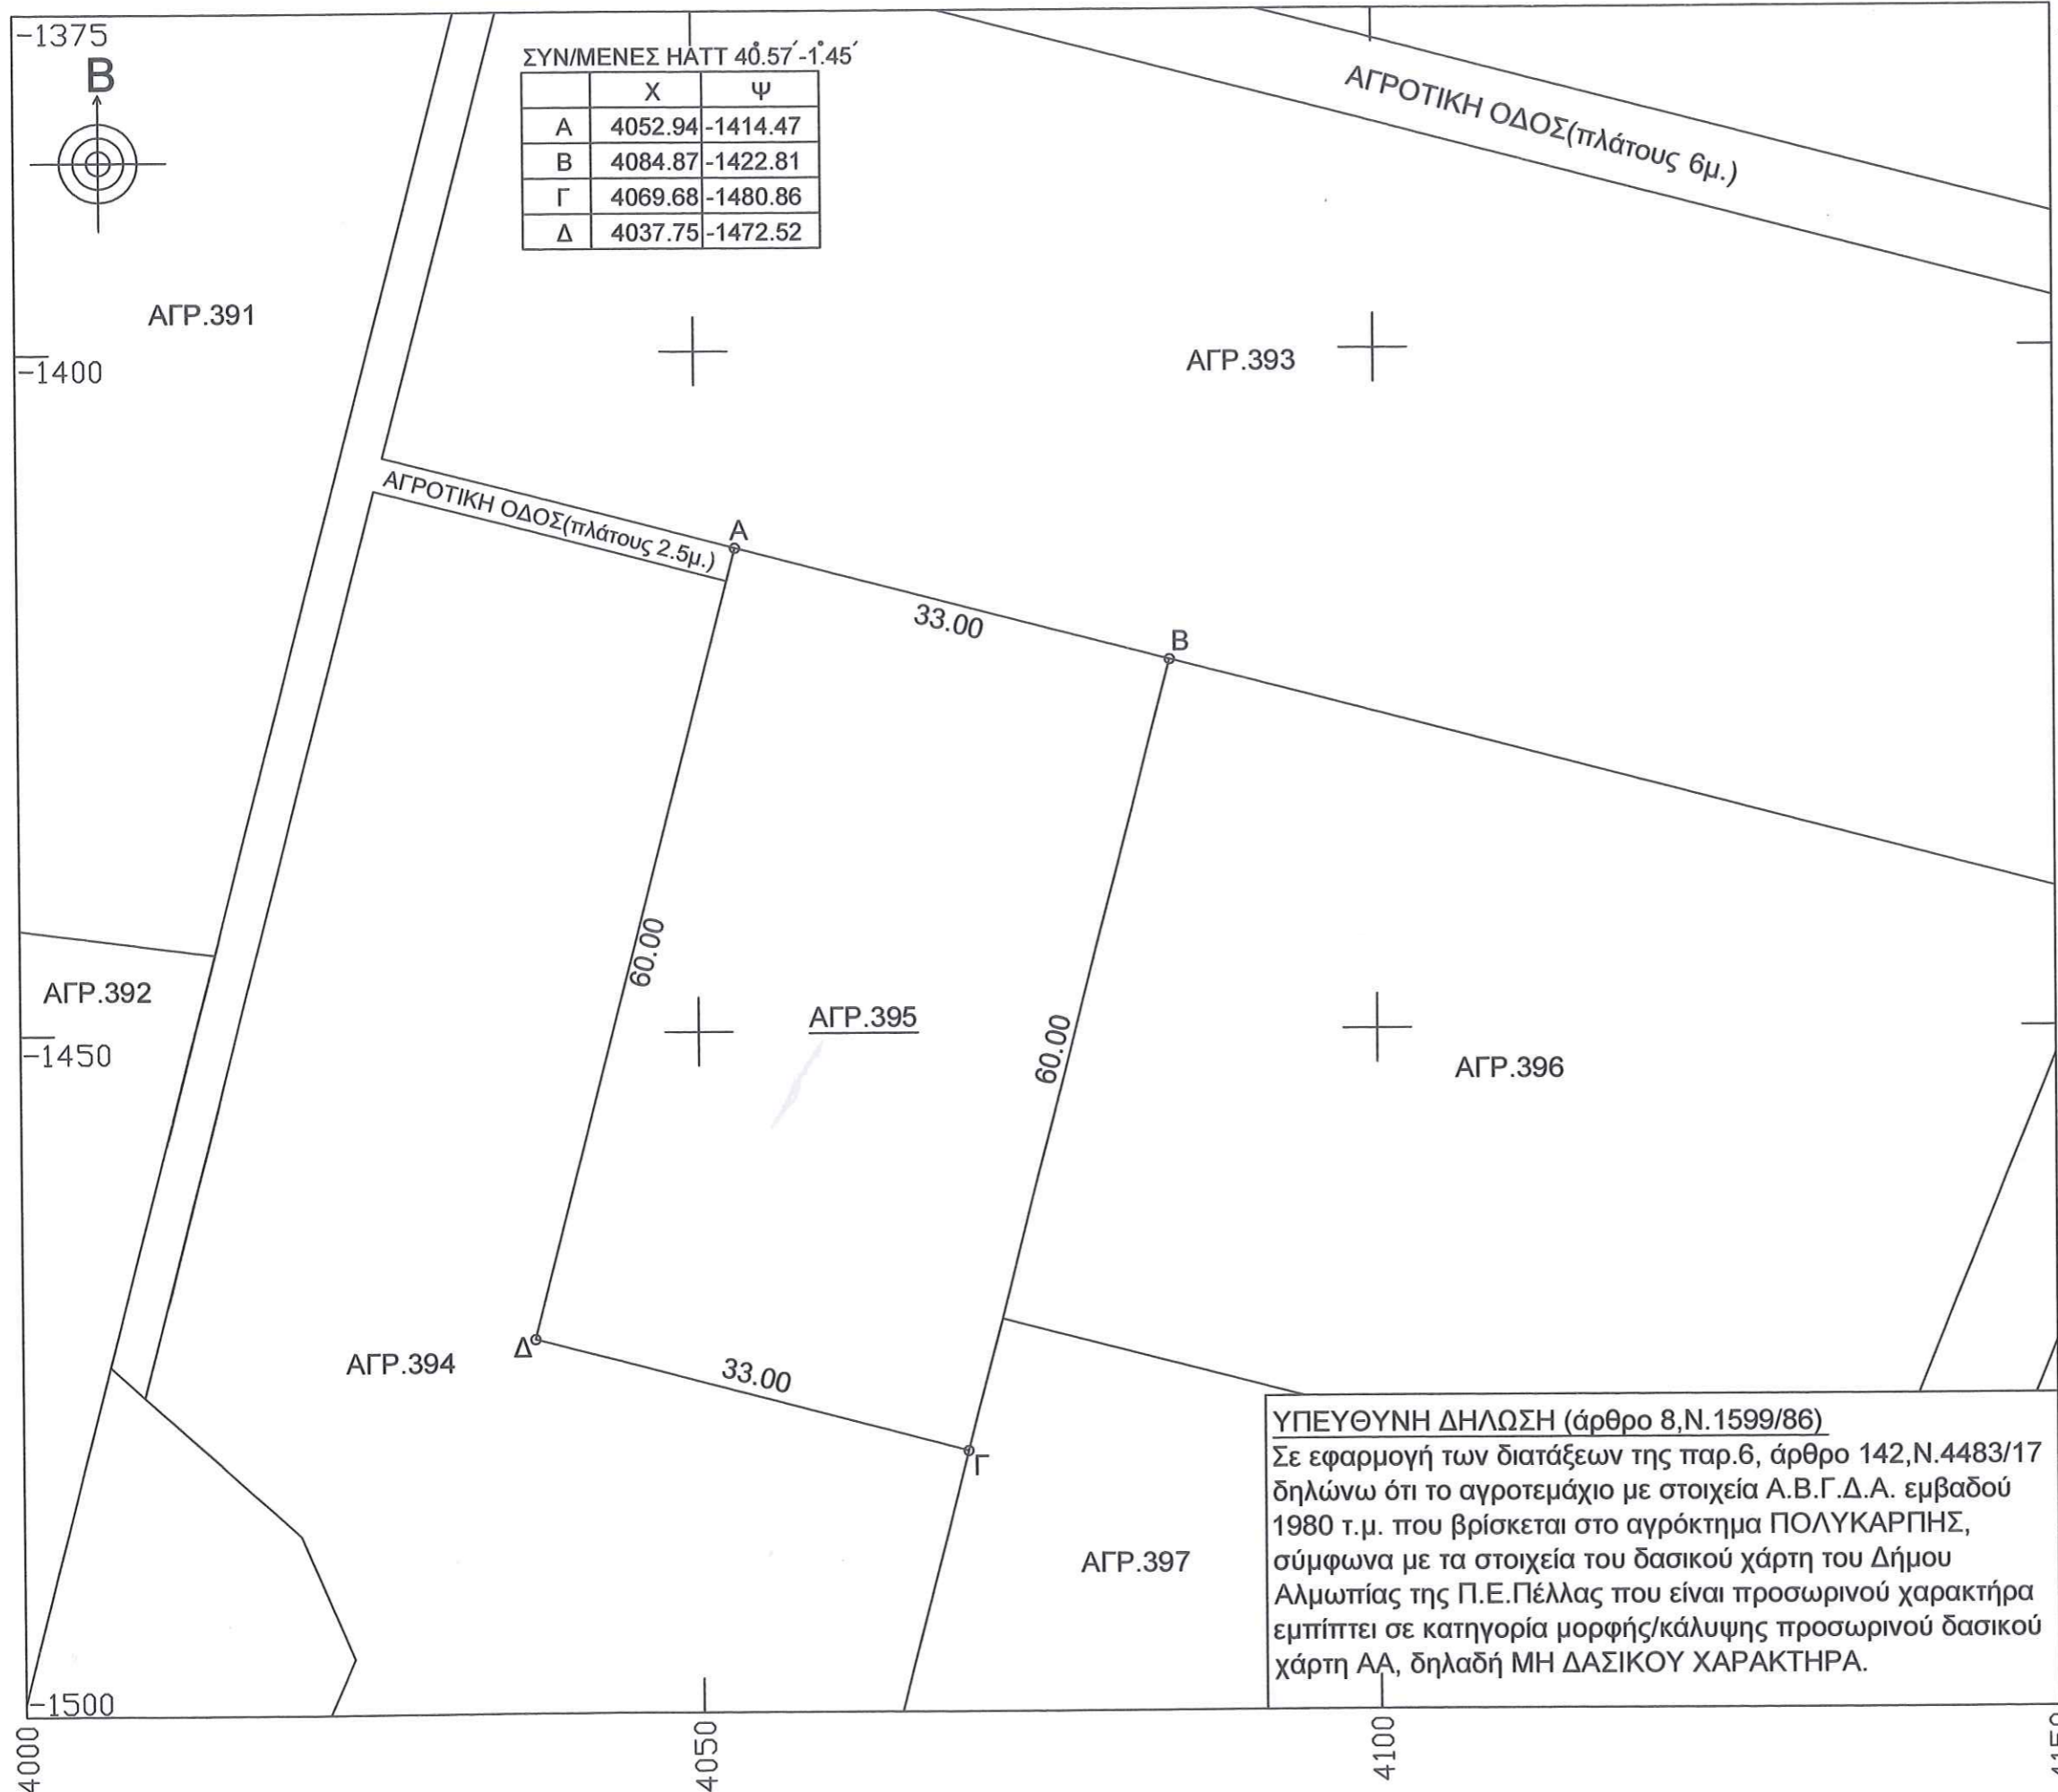 -1375
Β
ΣΥΝ/ΜΕΝΕΣ ΗΑΤΤ 40°.57΄-1°.45΄
Χ Ψ
Α 4052.94 -1414.47
Β 4084.87 -1422.81
Γ 4069.68 -1480.86
Δ 4037.75 -1472.52
ΑΓΡΟΤΙΚΗ ΟΔΟΣ(πλάτους 6μ.)
ΑΓΡ.391
ΑΓΡ.393
-1400
ΑΓΡΟΤΙΚΗ ΟΔΟΣ(πλάτους 2.5μ.)
Α
33.00
Β
60.00
ΑΓΡ.392
ΑΓΡ.395
60.00
-1450
ΑΓΡ.396
Δ
ΑΓΡ.394
33.00
Γ
ΑΓΡ.397
ΥΠΕΥΘΥΝΗ ΔΗΛΩΣΗ (άρθρο 8,Ν.1599/86)
Σε εφαρμογή των διατάξεων της παρ.6, άρθρο 142,Ν.4483/17
δηλώνω ότι το αγροτεμάχιο με στοιχεία Α.Β.Γ.Δ.Α. εμβαδού
1980 τ.μ. που βρίσκεται στο αγρόκτημα ΠΟΛΥΚΑΡΠΗΣ,
σύμφωνα με τα στοιχεία του δασικού χάρτη του Δήμου
Αλμωπίας της Π.Ε.Πέλλας που είναι προσωρινού χαρακτήρα
εμπίπτει σε κατηγορία μορφής/κάλυψης προσωρινού δασικού
χάρτη ΑΑ, δηλαδή ΜΗ ΔΑΣΙΚΟΥ ΧΑΡΑΚΤΗΡΑ.
-1500
4000
4050
4100